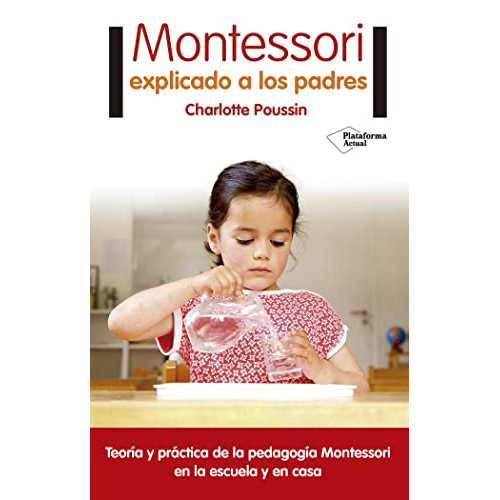 Montessori
explicado a los padres
Charlotte Poussin
Plataforma
Actual
Teoría y práctica de la pedagogía Montessori
en la escuela y en casa